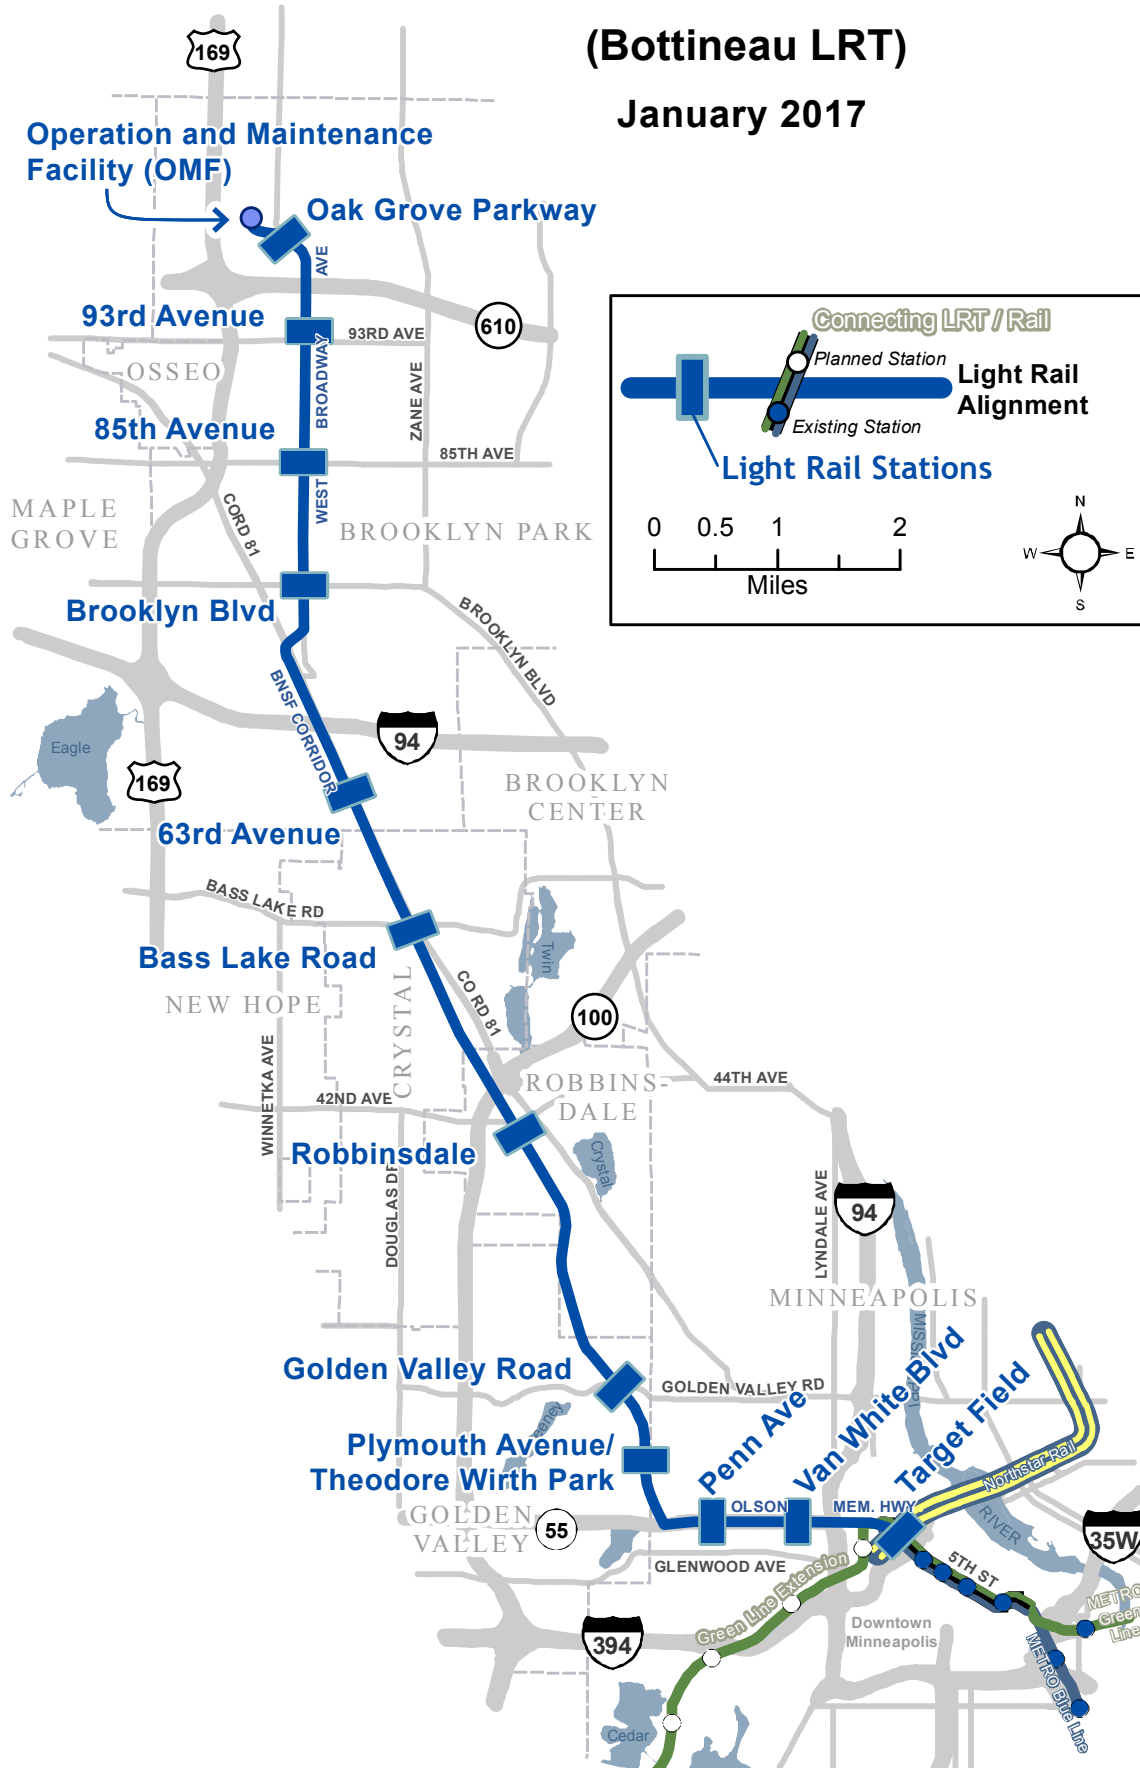 (Bottineau LRT)
January 2017
169
Operation and Maintenance
Facility (OMF)
Oak Grove Parkway
AVE
93rd Avenue
610
93RD AVE
BROADWAY
OSSEO
ZANE AVE
85th Avenue
85TH AVE
WEST
MAPLE
GROVE
CORD 81
BROOKLYN PARK
Connecting LRT / Rail
Planned Station
Light Rail
Alignment
Existing Station
Light Rail Stations
0 0.5 1 2
Miles
N
W E
S
Brooklyn Blvd
BROOKLYN BLVD
BNSF CORRIDOR
Eagle
94
169
BROOKLYN
CENTER
63rd Avenue
BASS LAKE RD
Bass Lake Road
Twin
NEW HOPE
CRYSTAL
CO RD 81
100
WINNETKA AVE
42ND AVE
ROBBINS-
DALE
44TH AVE
Robbinsdale
Crystal
DOUGLAS DR
LYNDALE AVE
94
MINNEAPOLIS
Golden Valley Road
GOLDEN VALLEY RD
Plymouth Avenue/
Theodore Wirth Park
Penn Ave
Van White Blvd
Target Field
Northstar Rail
RIVER
GOLDEN
VALLEY
55
OLSON
MEM. HWY
GLENWOOD AVE
5TH ST
35W
Green Line Extension
METRO
Green
Line
Downtown
Minneapolis
394
METRO Blue Line
Cedar